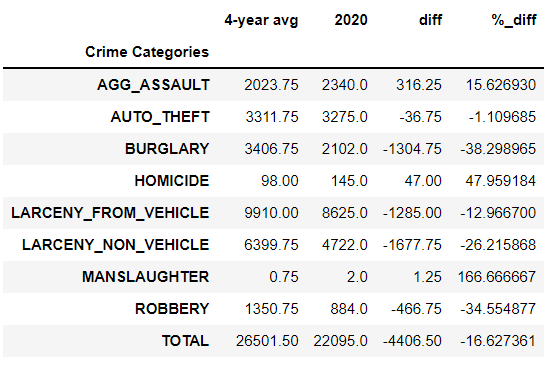 4-year avg 2020 diff %_diff
Crime Categories
AGG_ASSAULT 2023.75 2340.0 316.25 15.626930
AUTO_THEFT 3311.75 3275.0 -36.75 -1.109685
BURGLARY 3406.75 2102.0 -1304.75 -38.298965
HOMICIDE 98.00 145.0 47.00 47.959184
LARCENY_FROM_VEHICLE 9910.00 8625.0 -1285.00 -12.966700
LARCENY_NON_VEHICLE 6399.75 4722.0 -1677.75 -26.215868
MANSLAUGHTER 0.75 2.0 1.25 166.666667
ROBBERY 1350.75 884.0 -466.75 -34.554877
TOTAL 26501.50 22095.0 -4406.50 -16.627361